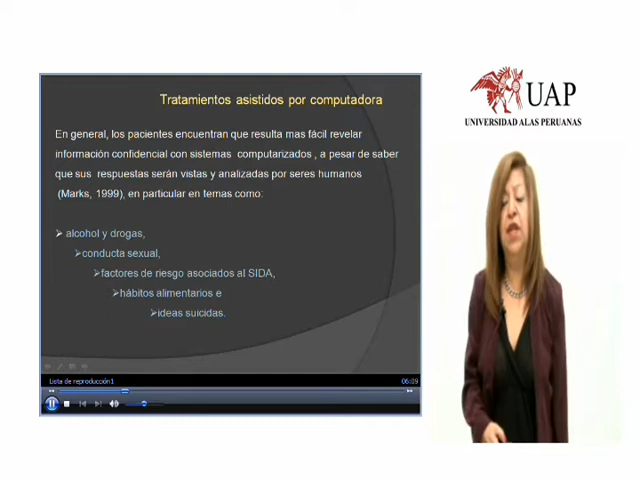 Tratamientos asistidos por computadora
En general, los pacientes encuentran que resulta mas fácil revelar
información confidencial con sistemas computarizados , a pesar de saber
que sus respuestas serán vistas y analizadas por seres humanos
(Marks, 1999), en particular en temas como:
➢alcohol y drogas,
➢conducta sexual,
➢factores de riesgo asociados al SIDA,
➢hábitos alimentarios e
➢ideas suicidas.
Lista de reproducción1 06:09
UAP
UNIVERSIDAD ALAS PERUANAS